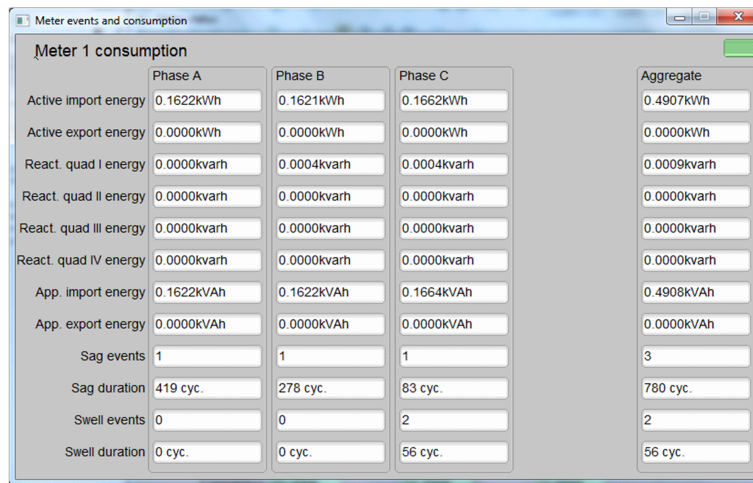 Meter events and consumption
Meter 1 consumption
Phase A Phase B Phase C Aggregate
Active import energy 0.1622kWh 0.1621kWh 0.1662kWh 0.4907kWh
Active export energy 0.0000kWh 0.0000kWh 0.0000kWh 0.0000kWh
React. quad I energy 0.0000kvarh 0.0004kvarh 0.0004kvarh 0.0009kvarh
React. quad II energy 0.0000kvarh 0.0000kvarh 0.0000kvarh 0.0000kvarh
React. quad III energy 0.0000kvarh 0.0000kvarh 0.0000kvarh 0.0000kvarh
React. quad IV energy 0.0000kvarh 0.0000kvarh 0.0000kvarh 0.0000kvarh
App. import energy 0.1622kVAh 0.1622kVAh 0.1664kVAh 0.4908kVAh
App. export energy 0.0000kVAh 0.0000kVAh 0.0000kVAh 0.0000kVAh
Sag events 1 1 1 3
Sag duration 419 cyc. 278 cyc. 83 cyc. 780 cyc.
Swell events 0 0 2 2
Swell duration 0 cyc. 0 cyc. 56 cyc. 56 cyc.